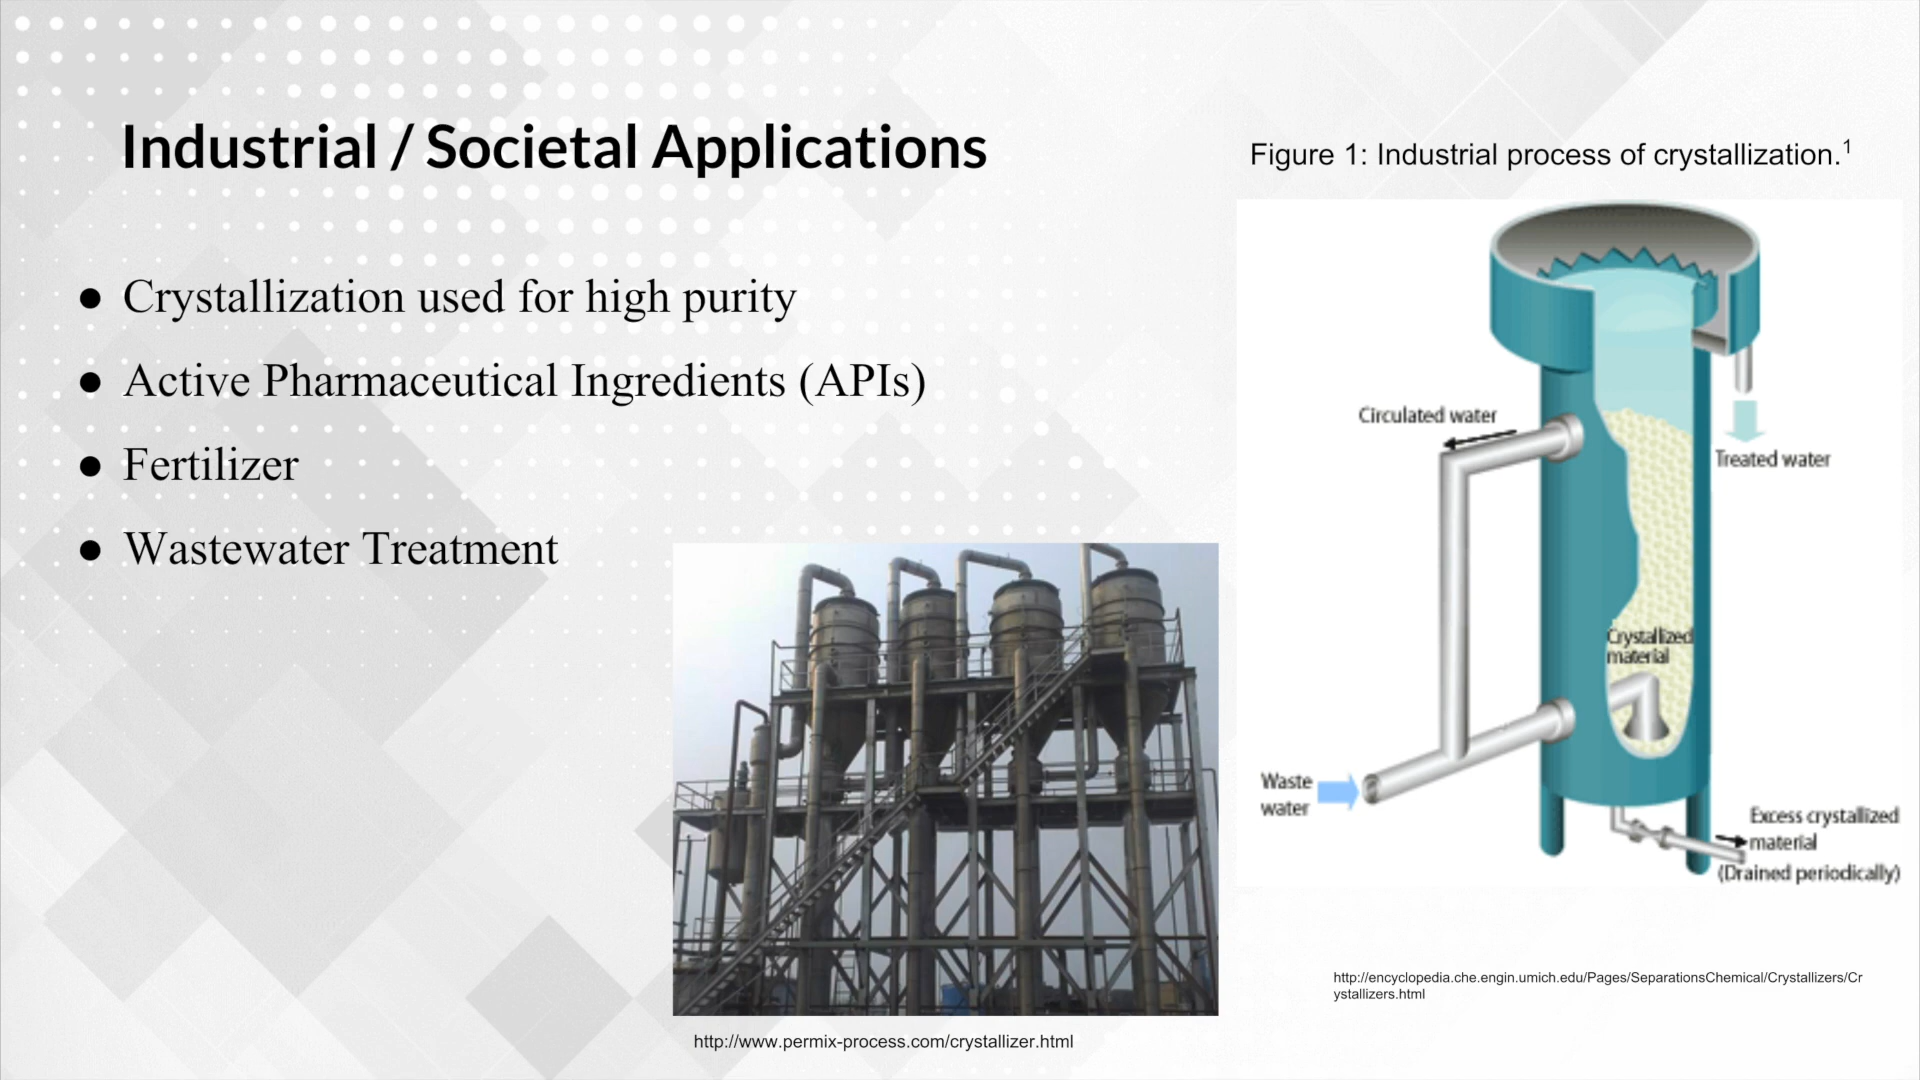 Industrial / Societal Applications
Figure 1: Industrial process of crystallization.1
● Crystallization used for high purity
● Active Pharmaceutical Ingredients (APIs)
● Fertilizer
● Wastewater Treatment
Circulated water
Treated water
Crystallized
material
Waste
water
Excess crystallized
material
(Drained periodically)
http://encyclopedia.che.engin.umich.edu/Pages/SeparationsChemical/Crystallizers/Cr
ystallizers.html
http://www.permix-process.com/crystallizer.html